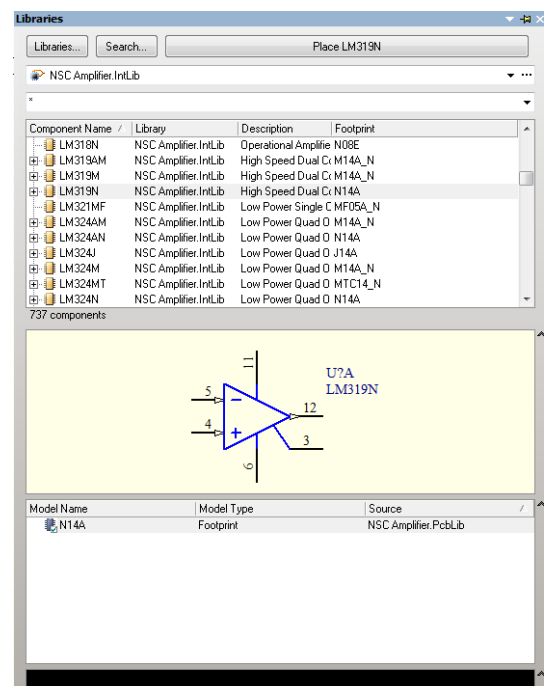 Libraries
Libraries... Search... Place LM319N
NSC Amplifier.IntLib
*
Component Name / Library Description Footprint
LM318N NSC Amplifier.IntLib Operational Amplifie N08E
LM319AM NSC Amplifier.IntLib High Speed Dual Co M14A_N
LM319M NSC Amplifier.IntLib High Speed Dual Co M14A_N
LM319N NSC Amplifier.IntLib High Speed Dual Co N14A
LM321MF NSC Amplifier.IntLib Low Power Single C MF05A_N
LM324AM NSC Amplifier.IntLib Low Power Quad O M14A_N
LM324AN NSC Amplifier.IntLib Low Power Quad O N14A
LM324J NSC Amplifier.IntLib Low Power Quad O J14A
LM324M NSC Amplifier.IntLib Low Power Quad O M14A_N
LM324MT NSC Amplifier.IntLib Low Power Quad O MTC14_N
LM324N NSC Amplifier.IntLib Low Power Quad O N14A
737 components
11
U?A
LM319N
5
12
4
3
6
Model Name Model Type Source /
N14A Footprint NSC Amplifier.PcbLib